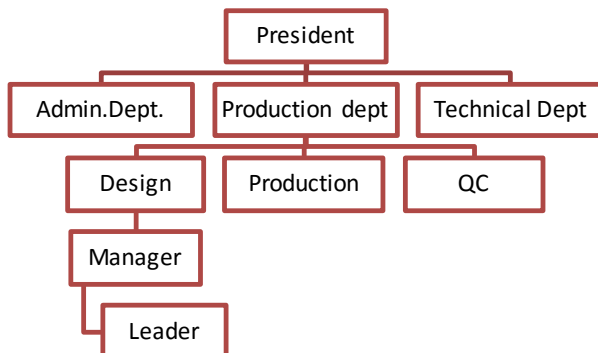 President
Admin.Dept.
Production dept
Technical Dept
Design
Production
QC
Manager
Leader